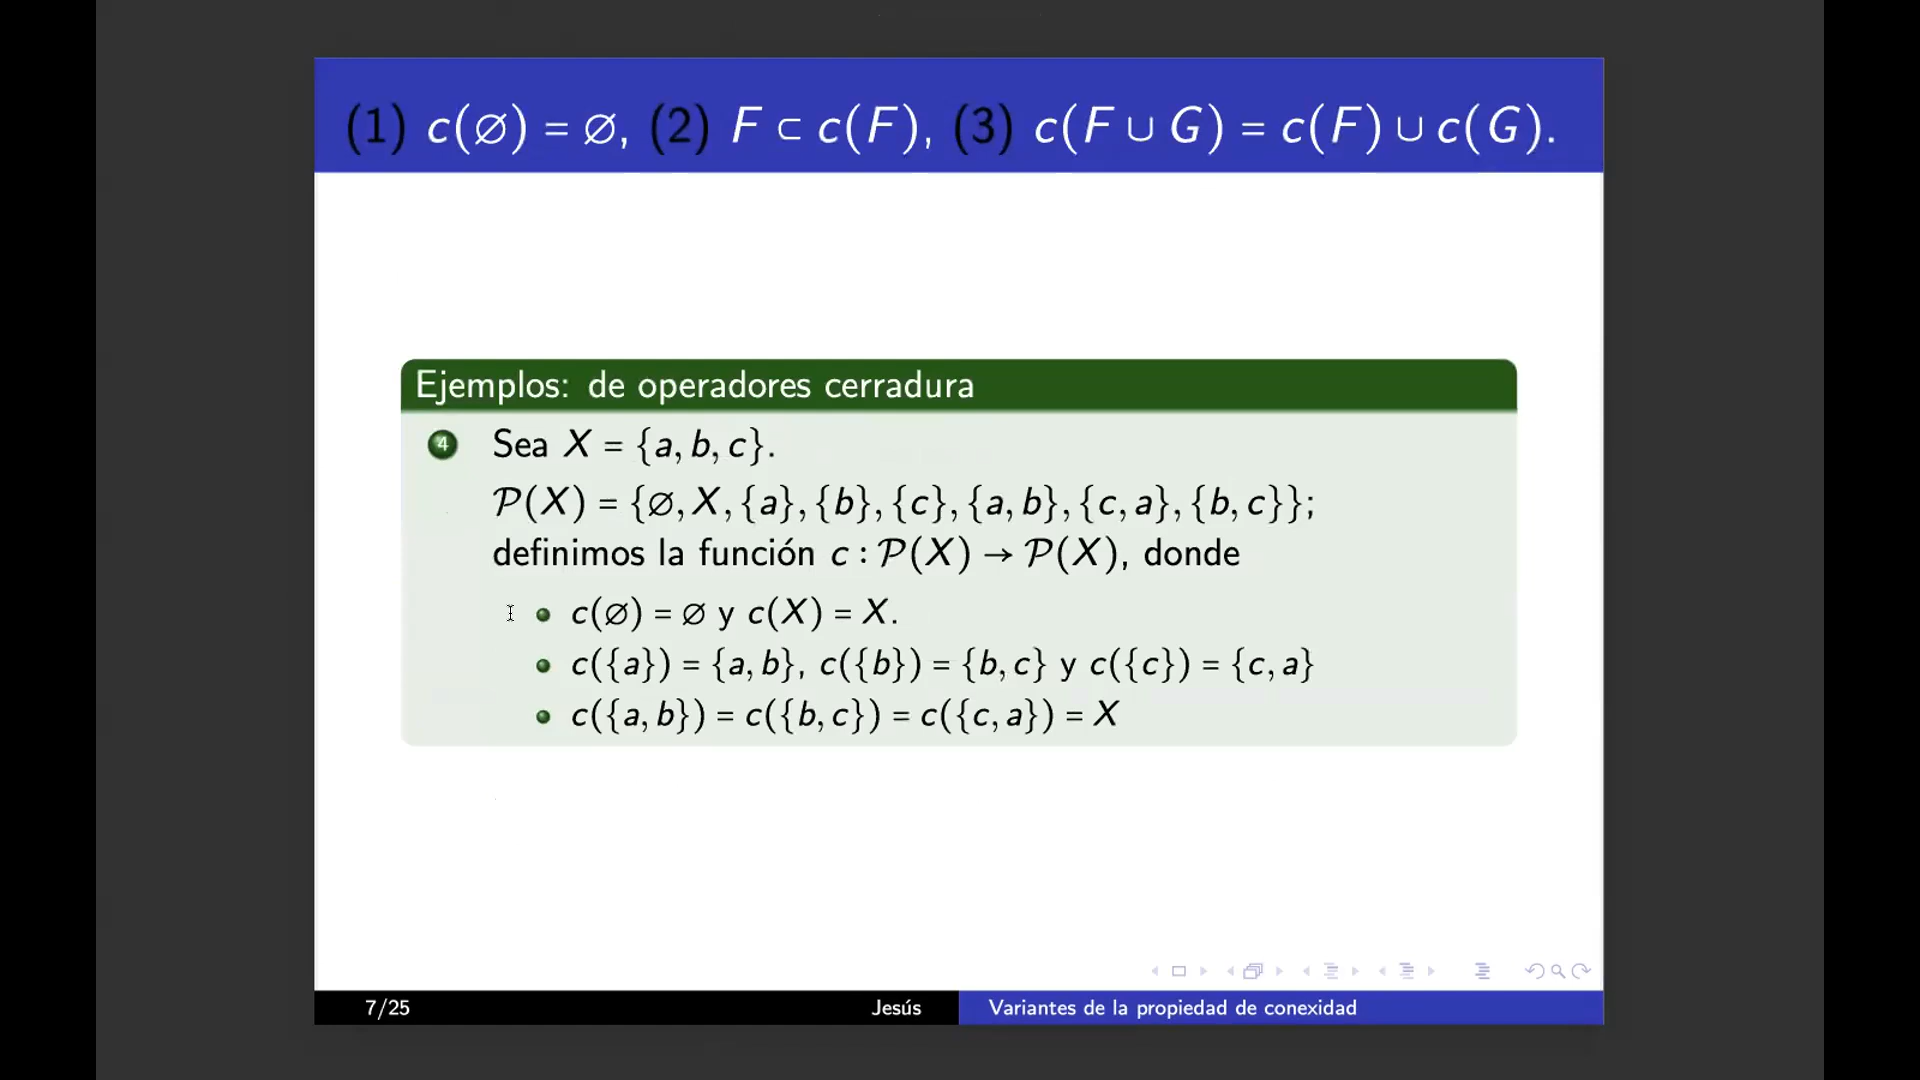 (1) c(∅) = ∅, (2) F ⊂ c(F), (3) c(F ∪ G) = c(F) ∪ c(G).
Ejemplos: de operadores cerradura
4 Sea X = {a, b, c}.
𝒫(X) = {∅, X, {a}, {b}, {c}, {a, b}, {c, a}, {b, c}};
definimos la función c : 𝒫(X) → 𝒫(X), donde
c(∅) = ∅ y c(X) = X.
c({a}) = {a, b}, c({b}) = {b, c} y c({c}) = {c, a}
c({a, b}) = c({b, c}) = c({c, a}) = X
7/25 Jesús Variantes de la propiedad de conexidad